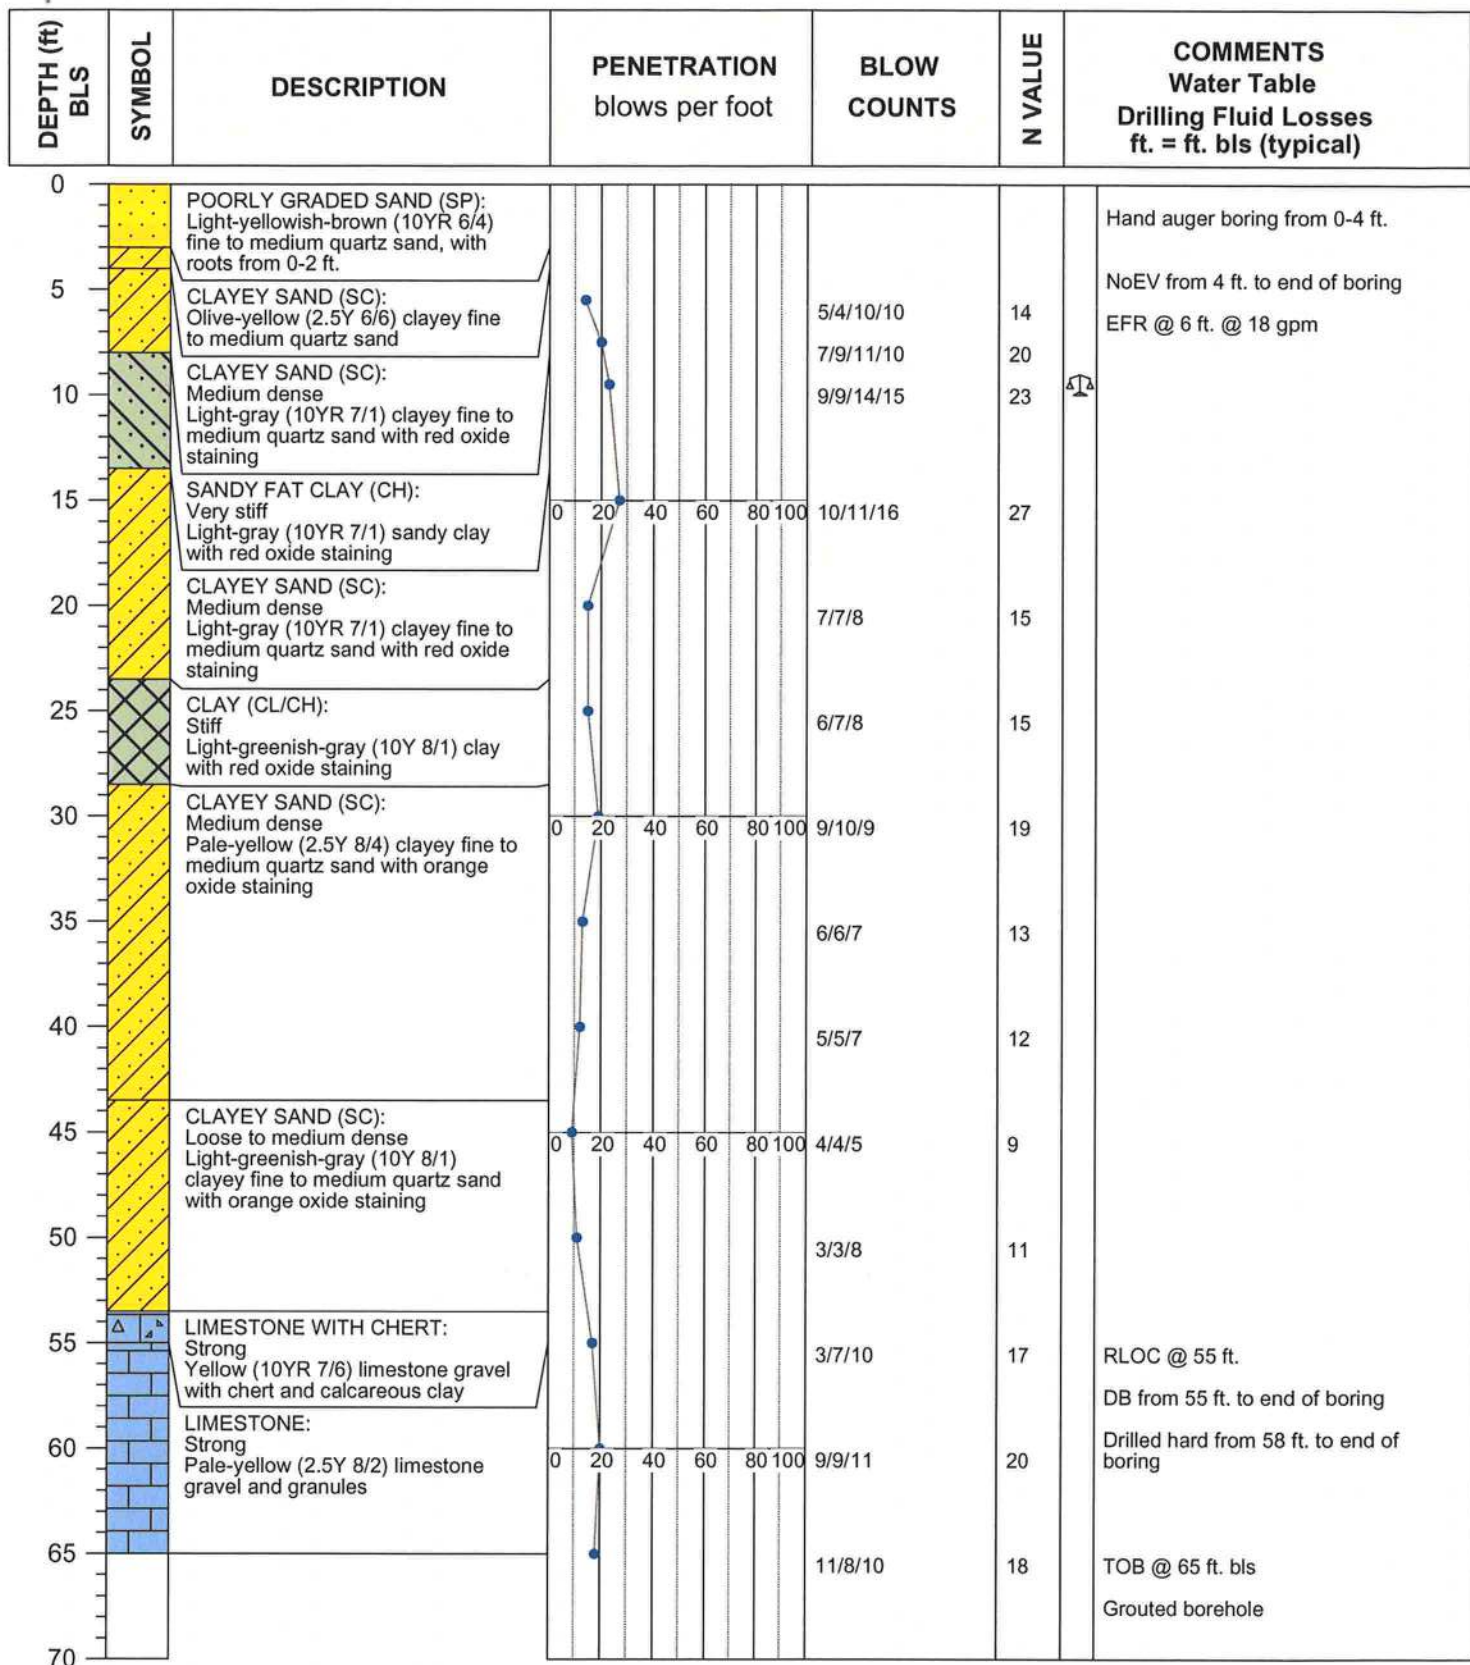 DEPTH (ft)
BLS
SYMBOL
DESCRIPTION
PENETRATION
blows per foot
BLOW
COUNTS
N VALUE
COMMENTS
Water Table
Drilling Fluid Losses
ft. = ft. bls (typical)
0
POORLY GRADED SAND (SP):
Light-yellowish-brown (10YR 6/4)
fine to medium quartz sand, with
roots from 0-2 ft.
Hand auger boring from 0-4 ft.
NoEV from 4 ft. to end of boring
5
CLAYEY SAND (SC):
Olive-yellow (2.5Y 6/6) clayey fine
to medium quartz sand
5/4/10/10 14 EFR @ 6 ft. @ 18 gpm
7/9/11/10 20
CLAYEY SAND (SC):
Medium dense
Light-gray (10YR 7/1) clayey fine to
medium quartz sand with red oxide
staining
10
9/9/14/15 23
SANDY FAT CLAY (CH):
Very stiff
Light-gray (10YR 7/1) sandy clay
with red oxide staining
15
0 20 40 60 80 100
10/11/16 27
CLAYEY SAND (SC):
Medium dense
Light-gray (10YR 7/1) clayey fine to
medium quartz sand with red oxide
staining
20
7/7/8 15
CLAY (CL/CH):
Stiff
Light-greenish-gray (10Y 8/1) clay
with red oxide staining
25
6/7/8 15
CLAYEY SAND (SC):
Medium dense
Pale-yellow (2.5Y 8/4) clayey fine to
medium quartz sand with orange
oxide staining
30
0 20 40 60 80 100
9/10/9 19
35
6/6/7 13
40
5/5/7 12
CLAYEY SAND (SC):
Loose to medium dense
Light-greenish-gray (10Y 8/1)
clayey fine to medium quartz sand
with orange oxide staining
45
0 20 40 60 80 100
4/4/5 9
50
3/3/8 11
LIMESTONE WITH CHERT:
Strong
Yellow (10YR 7/6) limestone gravel
with chert and calcareous clay
55
3/7/10 17 RLOC @ 55 ft.
DB from 55 ft. to end of boring
LIMESTONE:
Strong
Pale-yellow (2.5Y 8/2) limestone
gravel and granules
60
0 20 40 60 80 100
9/9/11 20
Drilled hard from 58 ft. to end of
boring
65
11/8/10 18 TOB @ 65 ft. bls
Grouted borehole
70